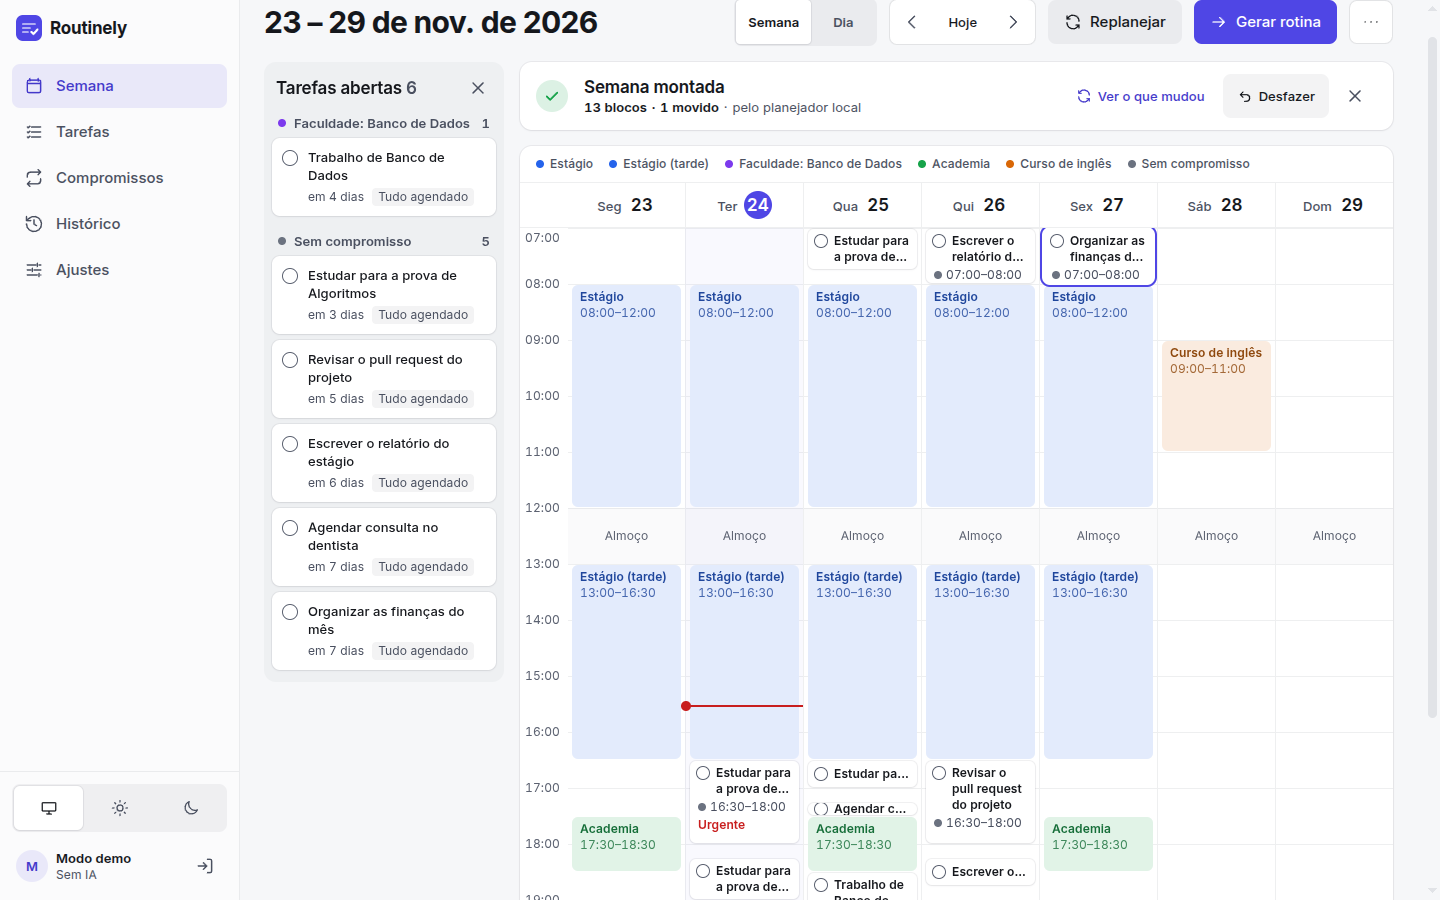 Routinely
Semana
Tarefas
Compromissos
Histórico
Ajustes
M
Modo demo
Sem IA
23 – 29 de nov. de 2026
Semana
Dia
Hoje
Replanejar
Gerar rotina
Tarefas abertas 6
Faculdade: Banco de Dados 1
Trabalho de Banco de
Dados
em 4 dias Tudo agendado
Sem compromisso 5
Estudar para a prova de
Algoritmos
em 3 dias Tudo agendado
Revisar o pull request do
projeto
em 5 dias Tudo agendado
Escrever o relatório do
estágio
em 6 dias Tudo agendado
Agendar consulta no
dentista
em 7 dias Tudo agendado
Organizar as finanças do
mês
em 7 dias Tudo agendado
Semana montada
13 blocos · 1 movido · pelo planejador local
Ver o que mudou
Desfazer
Estágio Estágio (tarde) Faculdade: Banco de Dados Academia Curso de inglês Sem compromisso
Seg 23 Ter 24 Qua 25 Qui 26 Sex 27 Sáb 28 Dom 29
07:00
08:00
09:00
10:00
11:00
12:00
13:00
14:00
15:00
16:00
17:00
18:00
19:00
Estágio
08:00–12:00
Almoço
Estágio (tarde)
13:00–16:30
Academia
17:30–18:30
Estágio
08:00–12:00
Almoço
Estágio (tarde)
13:00–16:30
Estudar para
a prova de...
16:30–18:00
Urgente
Estudar para
a prova de...
Estudar para
a prova de...
Estágio
08:00–12:00
Almoço
Estágio (tarde)
13:00–16:30
Estudar pa...
Agendar c...
Academia
17:30–18:30
Trabalho de
Banco de
Escrever o
relatório d...
07:00–08:00
Estágio
08:00–12:00
Almoço
Estágio (tarde)
13:00–16:30
Revisar o
pull request
do projeto
16:30–18:00
Escrever o...
Organizar as
finanças d...
07:00–08:00
Estágio
08:00–12:00
Almoço
Estágio (tarde)
13:00–16:30
Academia
17:30–18:30
Curso de inglês
09:00–11:00
Almoço
Almoço